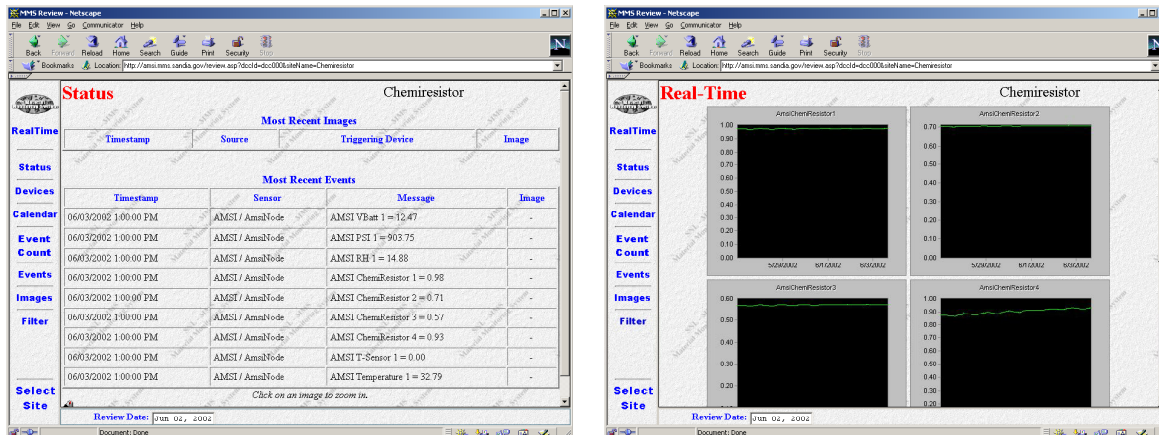 MMS Review - Netscape
File Edit View Go Communicator Help
Back Forward Reload Home Search Guide Print Security Stop
Bookmarks Location: http://amsi.mms.sandia.gov/review.asp?dccId=dcc000&siteName=Chemiresistor
Status Chemiresistor
RealTime
Status
Devices
Calendar
Event
Count
Events
Images
Filter
Select
Site
Most Recent Images
Timestamp Source Triggering Device Image
Most Recent Events
Timestamp Sensor Message Image
06/03/2002 1:00:00 PM AMSI / AmsiNode AMSI VBatt 1 = 12.47 -
06/03/2002 1:00:00 PM AMSI / AmsiNode AMSI PSI 1 = 903.75 -
06/03/2002 1:00:00 PM AMSI / AmsiNode AMSI RH 1 = 14.88 -
06/03/2002 1:00:00 PM AMSI / AmsiNode AMSI ChemiResistor 1 = 0.98 -
06/03/2002 1:00:00 PM AMSI / AmsiNode AMSI ChemiResistor 2 = 0.71 -
06/03/2002 1:00:00 PM AMSI / AmsiNode AMSI ChemiResistor 3 = 0.57 -
06/03/2002 1:00:00 PM AMSI / AmsiNode AMSI ChemiResistor 4 = 0.93 -
06/03/2002 1:00:00 PM AMSI / AmsiNode AMSI T-Sensor 1 = 0.00 -
06/03/2002 1:00:00 PM AMSI / AmsiNode AMSI Temperature 1 = 32.79 -
Click on an image to zoom in.
Review Date: Jun 02, 2002
Document: Done
MMS Review - Netscape
File Edit View Go Communicator Help
Back Forward Reload Home Search Guide Print Security Stop
Bookmarks Location: http://amsi.mms.sandia.gov/review.asp?dccId=dcc000&siteName=Chemiresistor
Real-Time Chemiresistor
RealTime
Status
Devices
Calendar
Event
Count
Events
Images
Filter
Select
Site
AmsiChemiResistor1
1.00
0.90
0.80
0.70
0.60
0.50
0.40
0.30
0.20
0.10
0.00
5/29/2002 6/1/2002 6/3/2002
AmsiChemiResistor2
0.70
0.60
0.50
0.40
0.30
0.20
0.10
0.00
5/29/2002 6/1/2002 6/3/2002
AmsiChemiResistor3
0.60
0.50
0.40
0.30
0.20
AmsiChemiResistor4
1.00
0.90
0.80
0.70
0.60
0.50
0.40
0.30
0.20
Review Date: Jun 02, 2002
Document: Done